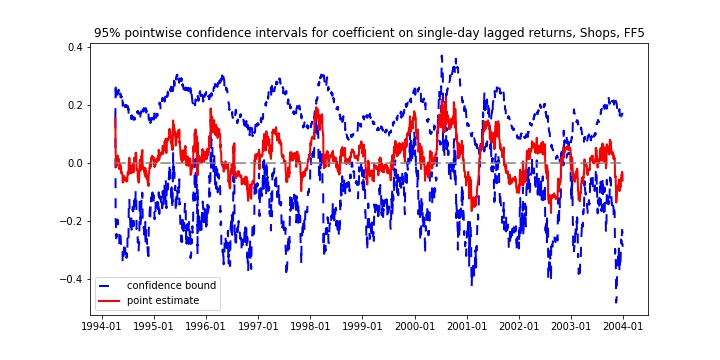 95% pointwise confidence intervals for coefficient on single-day lagged returns, Shops, FF5
0.4
0.2
0.0
−0.2
−0.4
confidence bound
point estimate
1994-01 1995-01 1996-01 1997-01 1998-01 1999-01 2000-01 2001-01 2002-01 2003-01 2004-01